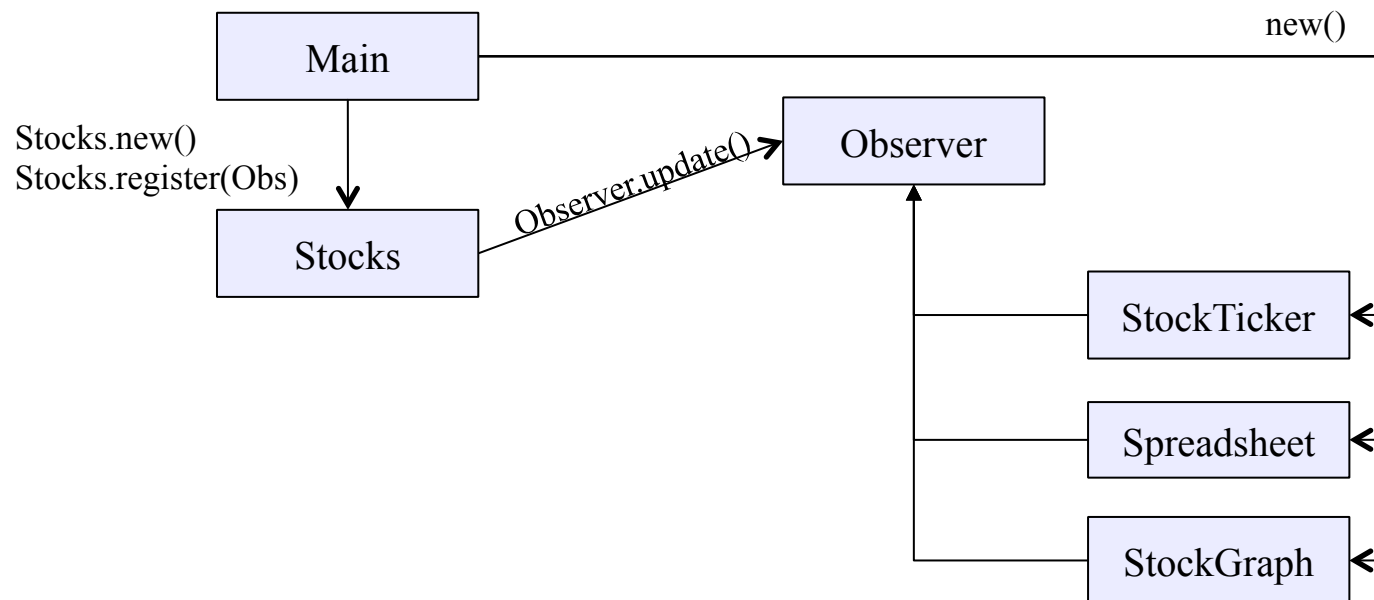 new()
Main
Stocks.new()
Stocks.register(Obs)
Observer
Observer.update()
Stocks
StockTicker
Spreadsheet
StockGraph